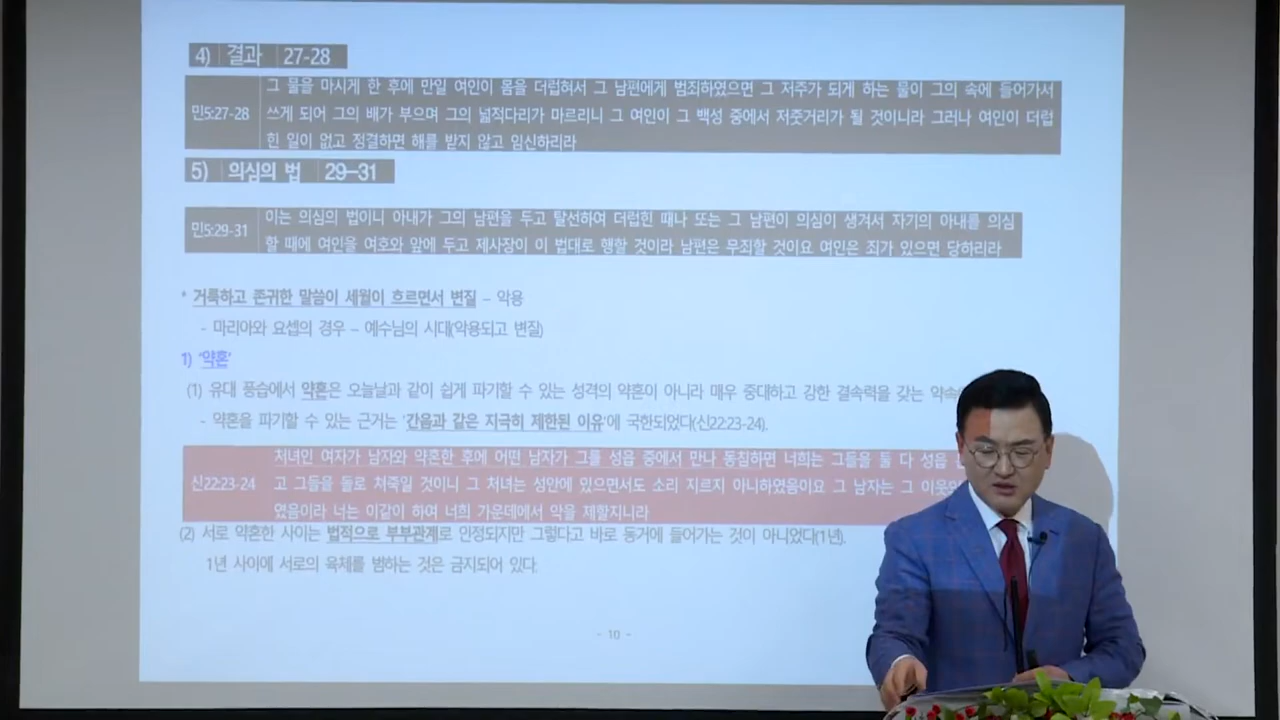 4) 결과 27-28
그 물을 마시게 한 후에 만일 여인이 몸을 더럽혀서 그 남편에게 범죄하였으면 그 저주가 되게 하는 물이 그의 속에 들어가서
민5:27-28 쓰게 되어 그의 배가 부으며 그의 넓적다리가 마르리니 그 여인이 그 백성 중에서 저줏거리가 될 것이니라 그러나 여인이 더럽
힌 일이 없고 정결하면 해를 받지 않고 임신하리라
5) 의심의 법 29-31
이는 의심의 법이니 아내가 그의 남편을 두고 탈선하여 더럽힌 때나 또는 그 남편이 의심이 생겨서 자기의 아내를 의심
민5:29-31
할 때에 여인을 여호와 앞에 두고 제사장이 이 법대로 행할 것이라 남편은 무죄할 것이요 여인은 죄가 있으면 당하리라
* 거룩하고 존귀한 말씀이 세월이 흐르면서 변질 – 악용
- 마리아와 요셉의 경우 – 예수님의 시대(악용되고 변질)
1) '약혼'
(1) 유대 풍습에서 약혼은 오늘날과 같이 쉽게 파기할 수 있는 성격의 약혼이 아니라 매우 중대하고 강한 결속력을 갖는 약속
- 약혼을 파기할 수 있는 근거는 '간음과 같은 지극히 제한된 이유'에 국한되었다(신22:23-24).
처녀인 여자가 남자와 약혼한 후에 어떤 남자가 그를 성읍 중에서 만나 동침하면 너희는 그들을 둘 다 성읍
신22:23-24 고 그들을 돌로 쳐죽일 것이니 그 처녀는 성안에 있으면서도 소리 지르지 아니하였음이요 그 남자는 그 이웃
였음이라 너는 이같이 하여 너희 가운데에서 악을 제할지니라
(2) 서로 약혼한 사이는 법적으로 부부관계로 인정되지만 그렇다고 바로 동거에 들어가는 것이 아니었다(1년).
1년 사이에 서로의 육체를 범하는 것은 금지되어 있다.
- 10 -